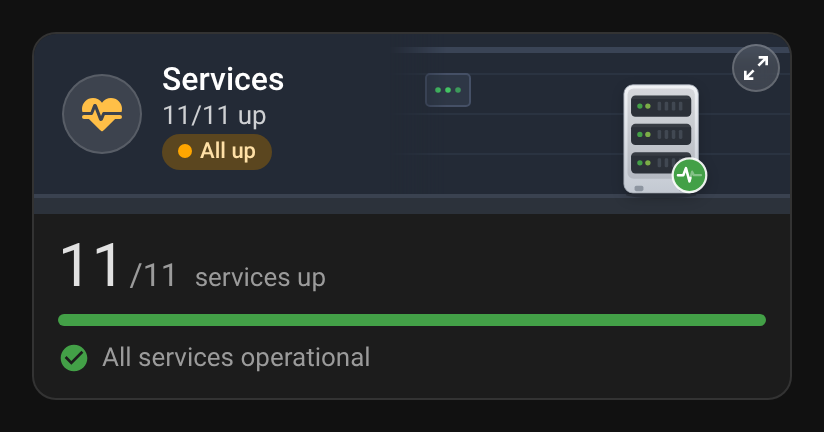 Services
11/11 up
All up
11/11 services up
All services operational